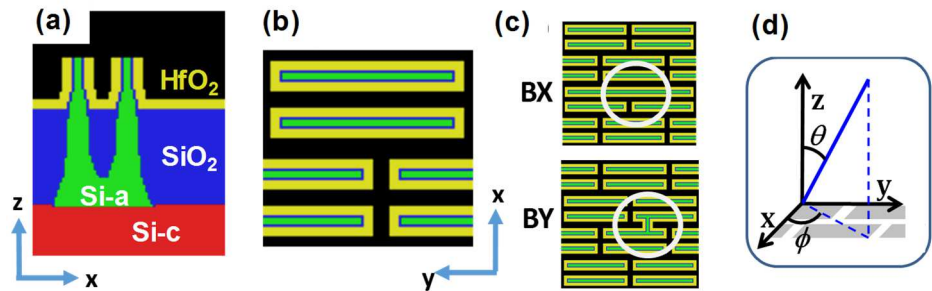 (a)
HfO2
SiO2
Si-a
Si-c
z
x
(b)
x
y
(c)
BX
BY
(d)
z
θ
y
x
ϕ